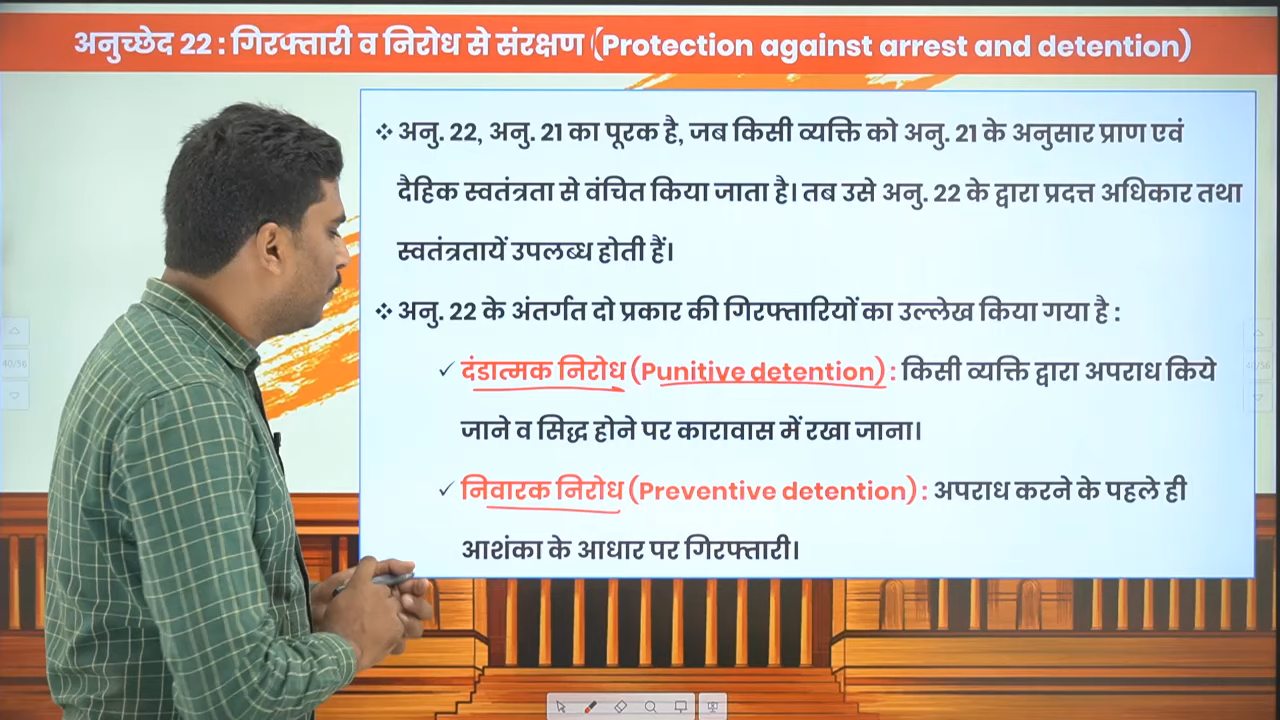 अनुच्छेद 22 : गिरफ्तारी व निरोध से संरक्षण (Protection against arrest and detention)
❖ अनु. 22, अनु. 21 का पूरक है, जब किसी व्यक्ति को अनु. 21 के अनुसार प्राण एवं
दैहिक स्वतंत्रता से वंचित किया जाता है। तब उसे अनु. 22 के द्वारा प्रदत्त अधिकार तथा
स्वतंत्रतायें उपलब्ध होती हैं।
❖ अनु. 22 के अंतर्गत दो प्रकार की गिरफ्तारियों का उल्लेख किया गया है :
✓ दंडात्मक निरोध (Punitive detention) : किसी व्यक्ति द्वारा अपराध किये
जाने व सिद्ध होने पर कारावास में रखा जाना।
✓ निवारक निरोध (Preventive detention) : अपराध करने के पहले ही
आशंका के आधार पर गिरफ्तारी।
40/56